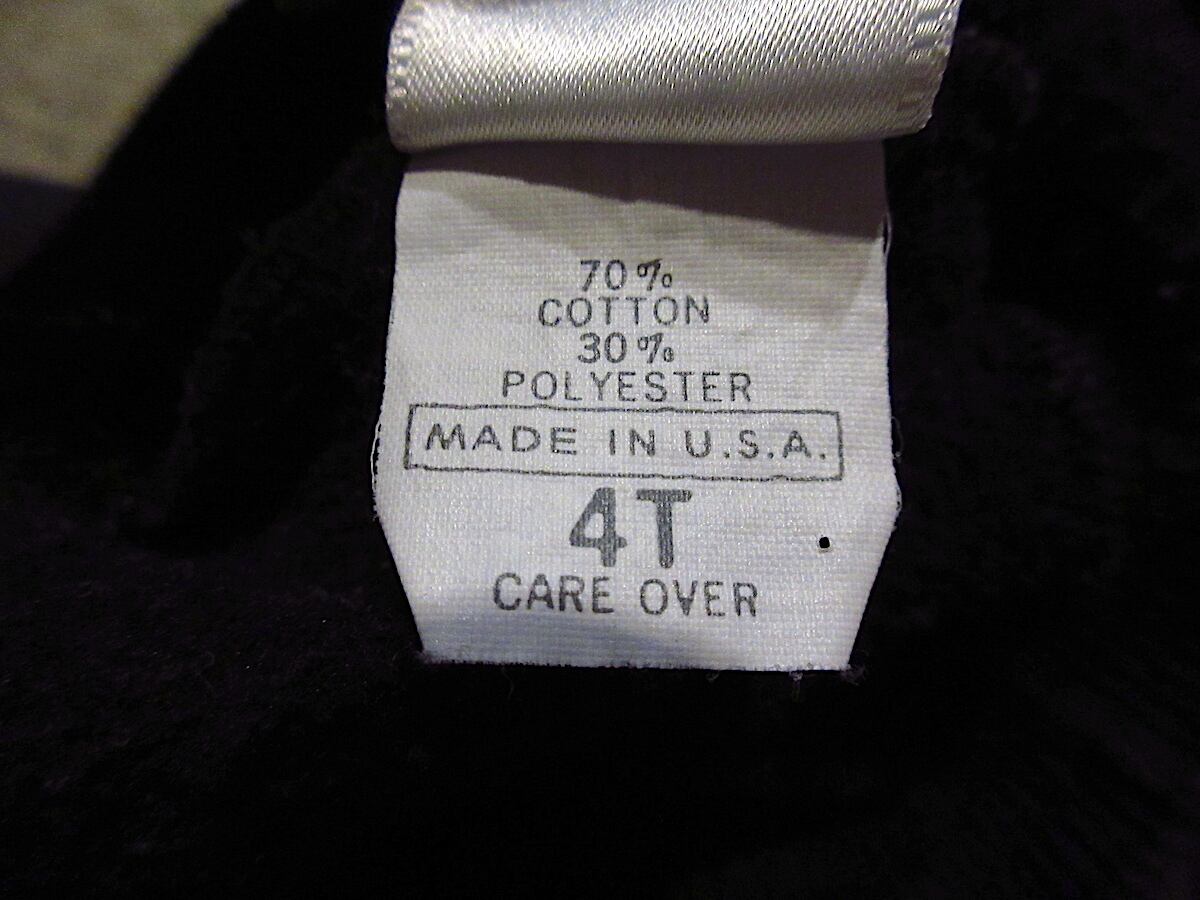 70%
COTTON
30%
POLYESTER
MADE IN U.S.A.
4T
CARE OVER